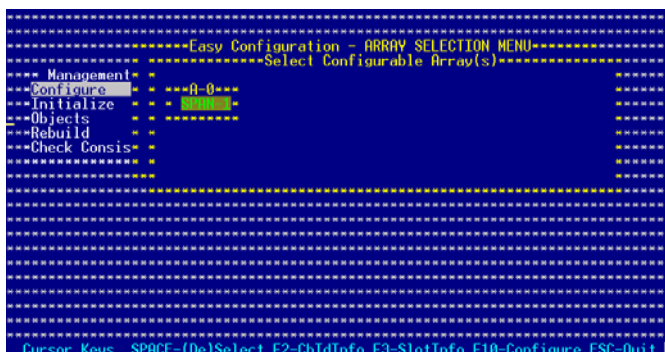 Easy Configuration - ARRAY SELECTION MENU
Select Configurable Array(s)
Management
Configure
A-0
Initialize
SPAN-1
Objects
Rebuild
Check Consis
Cursor Keys, SPACE-(De)Select F2-ChIdInfo F3-SlotInfo F10-Configure ESC-Quit